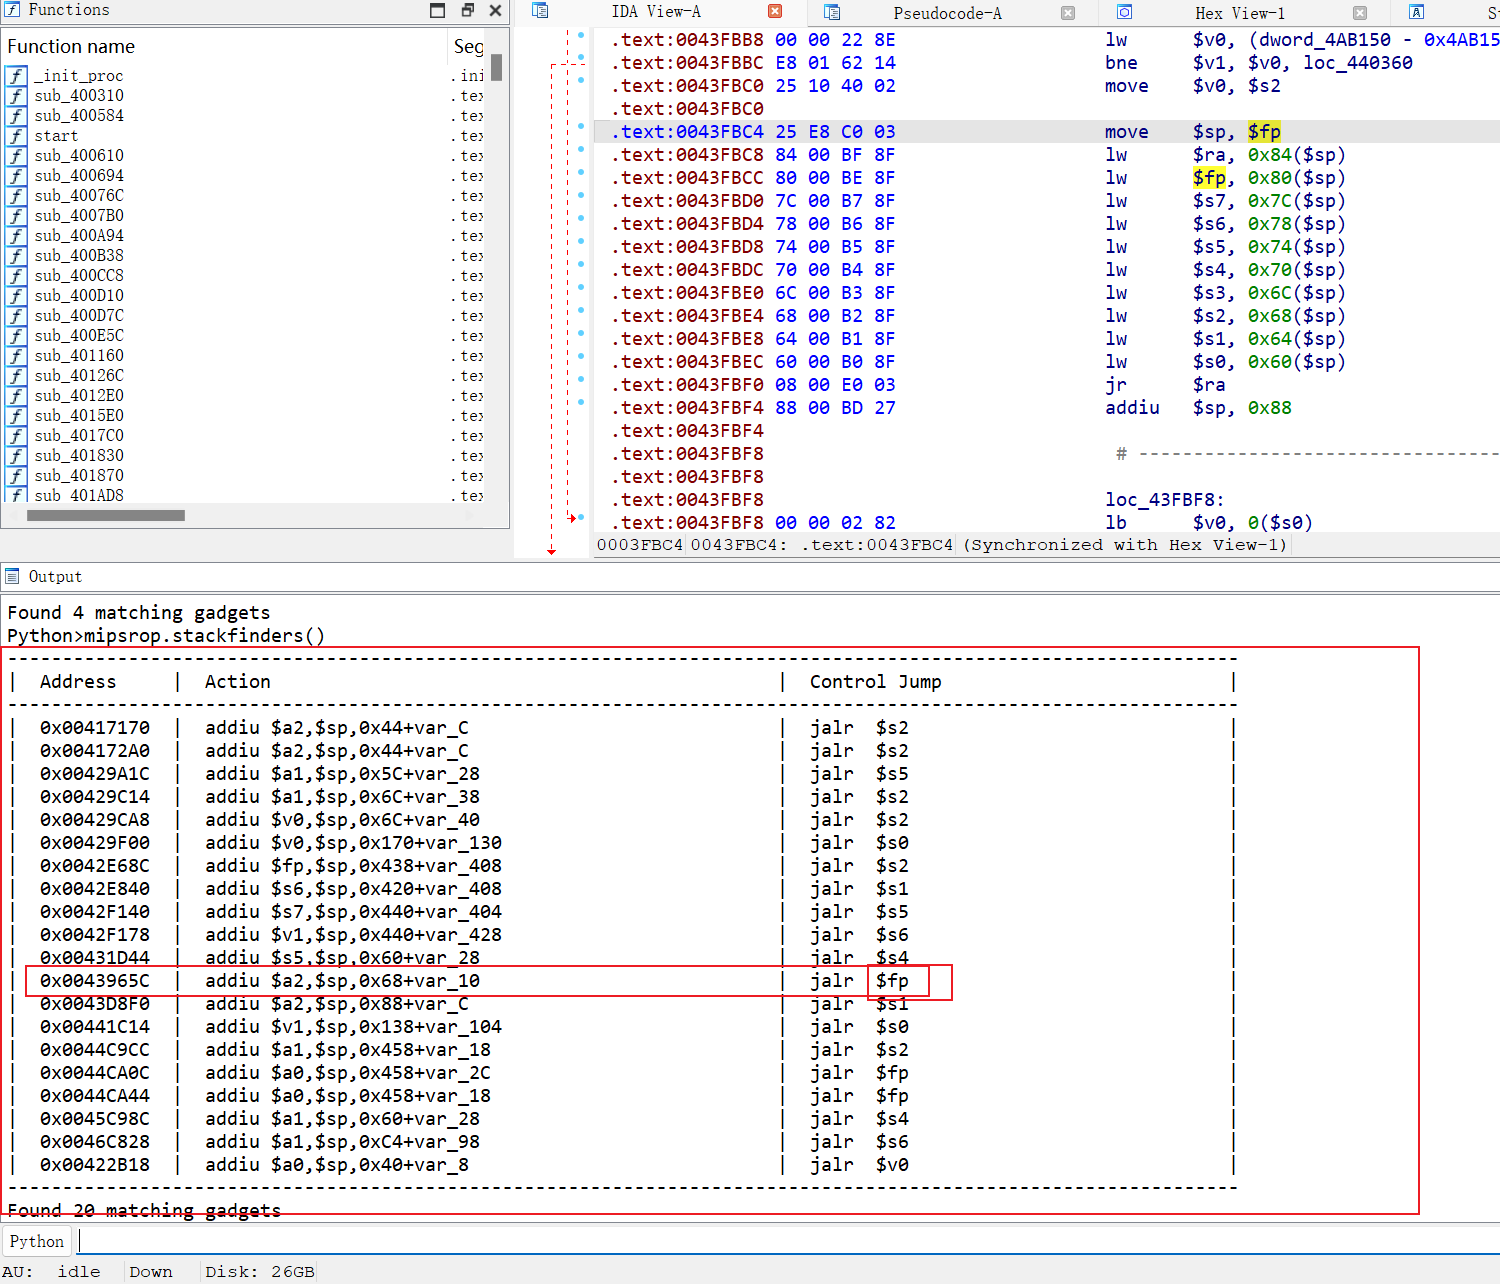 Functions
Function name Seg
_init_proc .ini
sub_400310 .tex
sub_400584 .tex
start .tex
sub_400610 .tex
sub_400694 .tex
sub_40076C .tex
sub_4007B0 .tex
sub_400A94 .tex
sub_400B38 .tex
sub_400CC8 .tex
sub_400D10 .tex
sub_400D7C .tex
sub_400E5C .tex
sub_401160 .tex
sub_40126C .tex
sub_4012E0 .tex
sub_4015E0 .tex
sub_4017C0 .tex
sub_401830 .tex
sub_401870 .tex
sub_401AD8 .tex
IDA View-A Pseudocode-A Hex View-1 S
.text:0043FBB8 00 00 22 8E lw $v0, (dword_4AB150 - 0x4AB15
.text:0043FBBC E8 01 62 14 bne $v1, $v0, loc_440360
.text:0043FBC0 25 10 40 02 move $v0, $s2
.text:0043FBC0
.text:0043FBC4 25 E8 C0 03 move $sp, $fp
.text:0043FBC8 84 00 BF 8F lw $ra, 0x84($sp)
.text:0043FBCC 80 00 BE 8F lw $fp, 0x80($sp)
.text:0043FBD0 7C 00 B7 8F lw $s7, 0x7C($sp)
.text:0043FBD4 78 00 B6 8F lw $s6, 0x78($sp)
.text:0043FBD8 74 00 B5 8F lw $s5, 0x74($sp)
.text:0043FBDC 70 00 B4 8F lw $s4, 0x70($sp)
.text:0043FBE0 6C 00 B3 8F lw $s3, 0x6C($sp)
.text:0043FBE4 68 00 B2 8F lw $s2, 0x68($sp)
.text:0043FBE8 64 00 B1 8F lw $s1, 0x64($sp)
.text:0043FBEC 60 00 B0 8F lw $s0, 0x60($sp)
.text:0043FBF0 08 00 E0 03 jr $ra
.text:0043FBF4 88 00 BD 27 addiu $sp, 0x88
.text:0043FBF4
.text:0043FBF8 # ---------------------------------
.text:0043FBF8
.text:0043FBF8 loc_43FBF8:
.text:0043FBF8 00 00 02 82 lb $v0, 0($s0)
0003FBC4 0043FBC4: .text:0043FBC4 (Synchronized with Hex View-1)
Output
Found 4 matching gadgets
Python>mipsrop.stackfinders()
----------------------------------------------------------------------------------------------------------------
| Address | Action | Control Jump |
----------------------------------------------------------------------------------------------------------------
| 0x00417170 | addiu $a2,$sp,0x44+var_C | jalr $s2 |
| 0x004172A0 | addiu $a2,$sp,0x44+var_C | jalr $s2 |
| 0x00429A1C | addiu $a1,$sp,0x5C+var_28 | jalr $s5 |
| 0x00429C14 | addiu $a1,$sp,0x6C+var_38 | jalr $s2 |
| 0x00429CA8 | addiu $v0,$sp,0x6C+var_40 | jalr $s2 |
| 0x00429F00 | addiu $v0,$sp,0x170+var_130 | jalr $s0 |
| 0x0042E68C | addiu $fp,$sp,0x438+var_408 | jalr $s2 |
| 0x0042E840 | addiu $s6,$sp,0x420+var_408 | jalr $s1 |
| 0x0042F140 | addiu $s7,$sp,0x440+var_404 | jalr $s5 |
| 0x0042F178 | addiu $v1,$sp,0x440+var_428 | jalr $s6 |
| 0x00431D44 | addiu $s5,$sp,0x60+var_28 | jalr $s4 |
| 0x0043965C | addiu $a2,$sp,0x68+var_10 | jalr $fp |
| 0x0043D8F0 | addiu $a2,$sp,0x88+var_C | jalr $s1 |
| 0x00441C14 | addiu $v1,$sp,0x138+var_104 | jalr $s0 |
| 0x0044C9CC | addiu $a1,$sp,0x458+var_18 | jalr $s2 |
| 0x0044CA0C | addiu $a0,$sp,0x458+var_2C | jalr $fp |
| 0x0044CA44 | addiu $a0,$sp,0x458+var_18 | jalr $fp |
| 0x0045C98C | addiu $a1,$sp,0x60+var_28 | jalr $s4 |
| 0x0046C828 | addiu $a1,$sp,0xC4+var_98 | jalr $s6 |
| 0x00422B18 | addiu $a0,$sp,0x40+var_8 | jalr $v0 |
----------------------------------------------------------------------------------------------------------------
Found 20 matching gadgets
Python
AU: idle Down Disk: 26GB